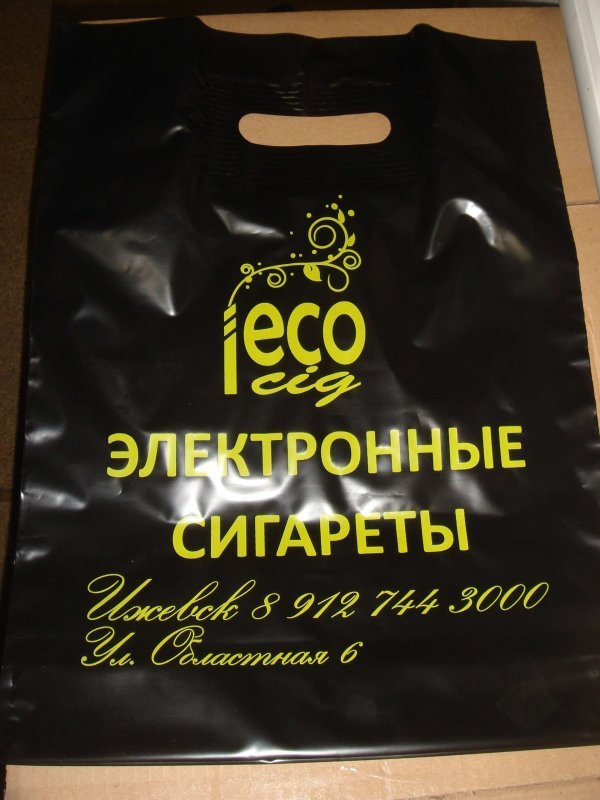 eco
cig
ЭЛЕКТРОННЫЕ
СИГАРЕТЫ
Ижевск 8 912 744 3000
Ул. Областная 6